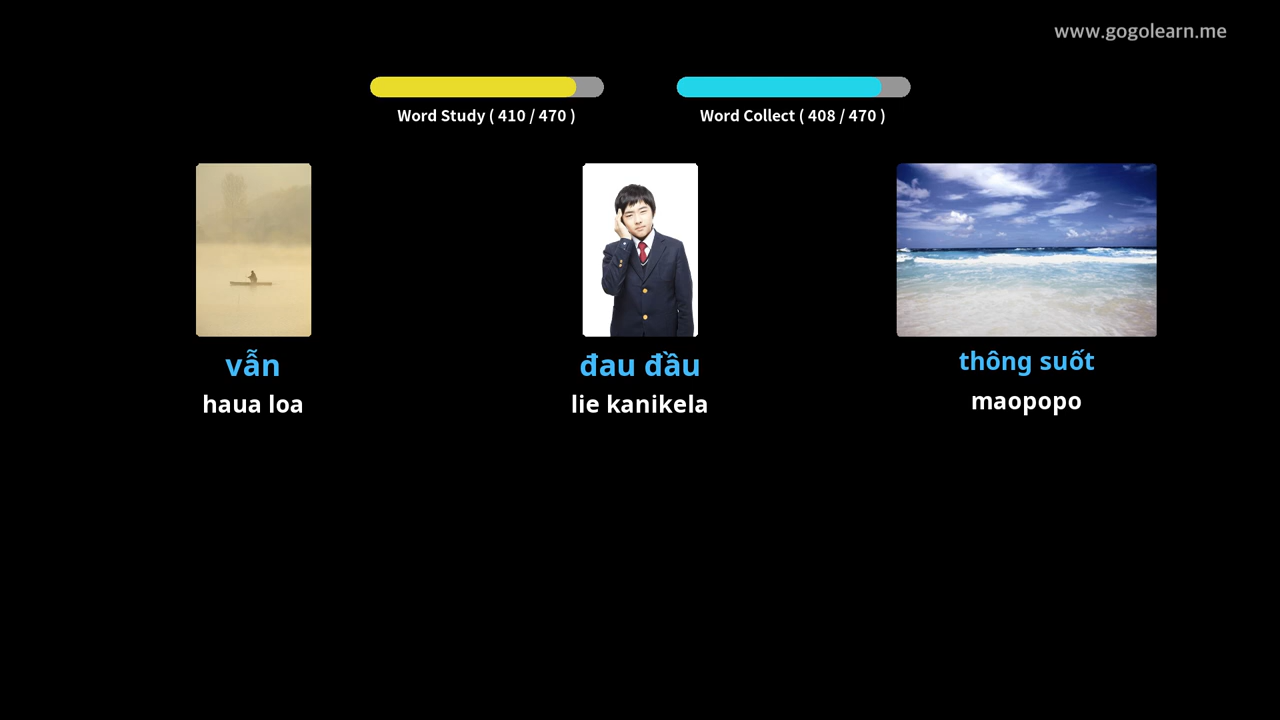 www.gogolearn.me
Word Study ( 410 / 470 )
Word Collect ( 408 / 470 )
vẫn
haua loa
đau đầu
lie kanikela
thông suốt
maopopo